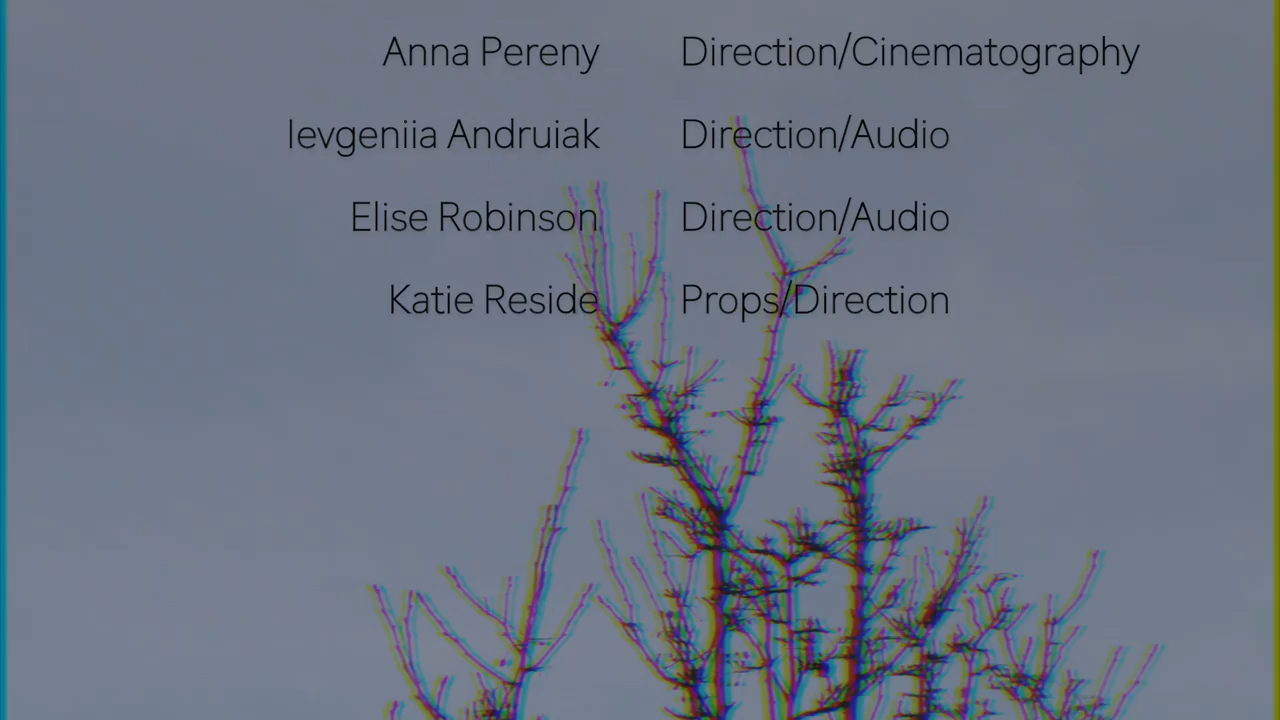 Anna Pereny Direction/Cinematography
Ievgeniia Andruiak Direction/Audio
Elise Robinson Direction/Audio
Katie Reside Props/Direction